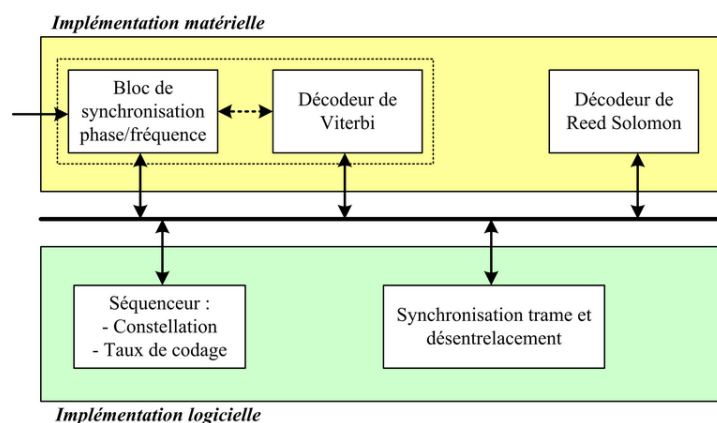 Implémentation matérielle
Bloc de
synchronisation
phase/fréquence
Décodeur de
Viterbi
Décodeur de
Reed Solomon
Séquenceur :
- Constellation
- Taux de codage
Synchronisation trame et
désentrelacement
Implémentation logicielle